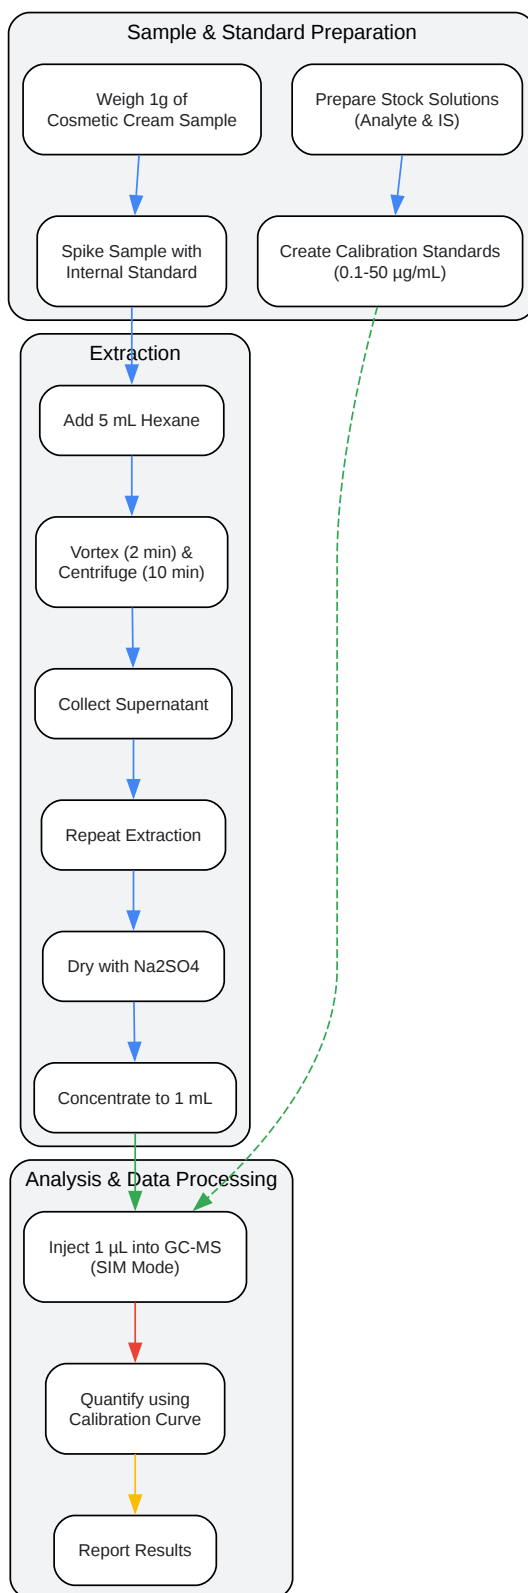 Sample & Standard Preparation
Weigh 1g of
Cosmetic Cream Sample
Prepare Stock Solutions
(Analyte & IS)
Spike Sample with
Internal Standard
Create Calibration Standards
(0.1-50 µg/mL)
Extraction
Add 5 mL Hexane
Vortex (2 min) &
Centrifuge (10 min)
Collect Supernatant
Repeat Extraction
Dry with Na2SO4
Concentrate to 1 mL
Analysis & Data Processing
Inject 1 µL into GC-MS
(SIM Mode)
Quantify using
Calibration Curve
Report Results